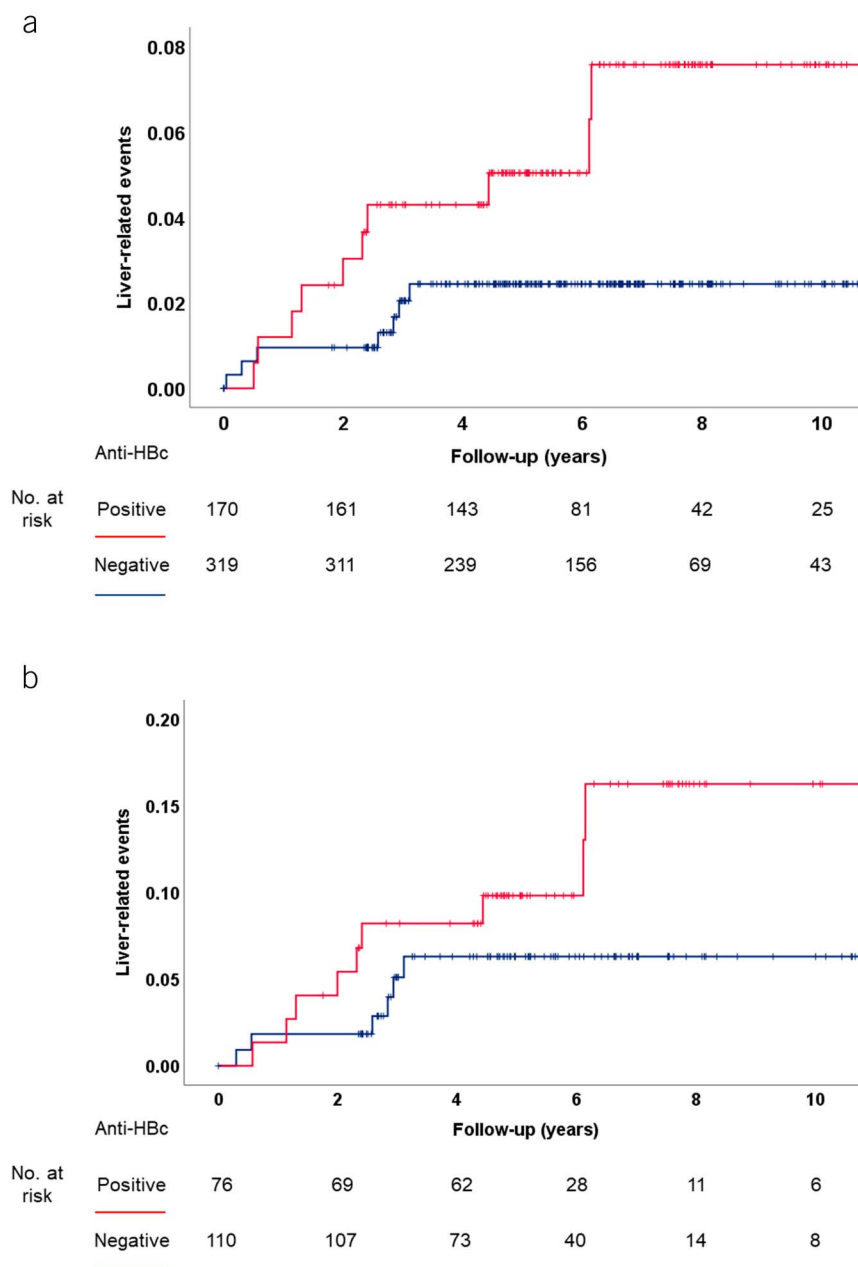 a
0.08
0.06
0.04
0.02
0.00
Liver-related events
0 2 4 6 8 10
Follow-up (years)
Anti-HBc
No. at risk
Positive 170 161 143 81 42 25
Negative 319 311 239 156 69 43
b
0.20
0.15
0.10
0.05
0.00
Liver-related events
0 2 4 6 8 10
Follow-up (years)
Anti-HBc
No. at risk
Positive 76 69 62 28 11 6
Negative 110 107 73 40 14 8